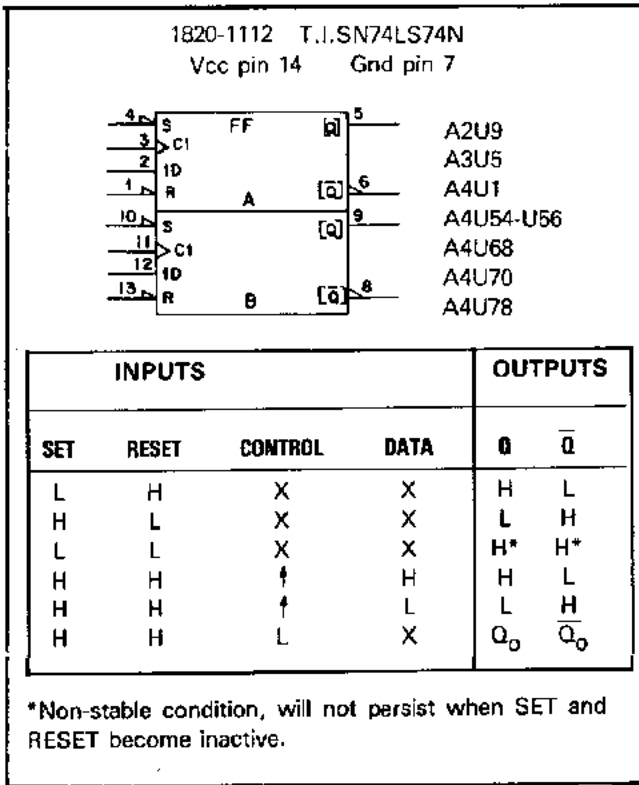 1820-1112 T.I.SN74LS74N
Vcc pin 14 Gnd pin 7
4 S FF [Q] 5
3 C1
2 1D
1 R A [Q̅] 6
10 S [Q] 9
11 C1
12 1D
13 R B [Q̅] 8
A2U9
A3U5
A4U1
A4U54-U56
A4U68
A4U70
A4U78
INPUTS OUTPUTS
SET RESET CONTROL DATA Q Q̅
L H X X H L
H L X X L H
L L X X H* H*
H H ↑ H H L
H H ↑ L L H
H H L X Q₀ Q̅₀
*Non-stable condition, will not persist when SET and
RESET become inactive.